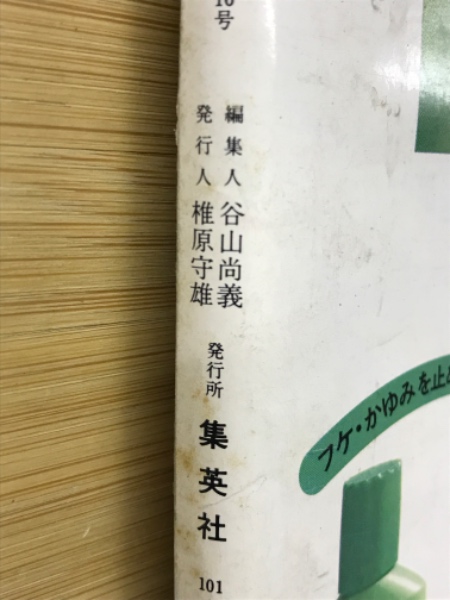 10号
編集人 谷山尚義
発行人 椎原守雄
発行所 集英社
101
フケ・かゆみを止